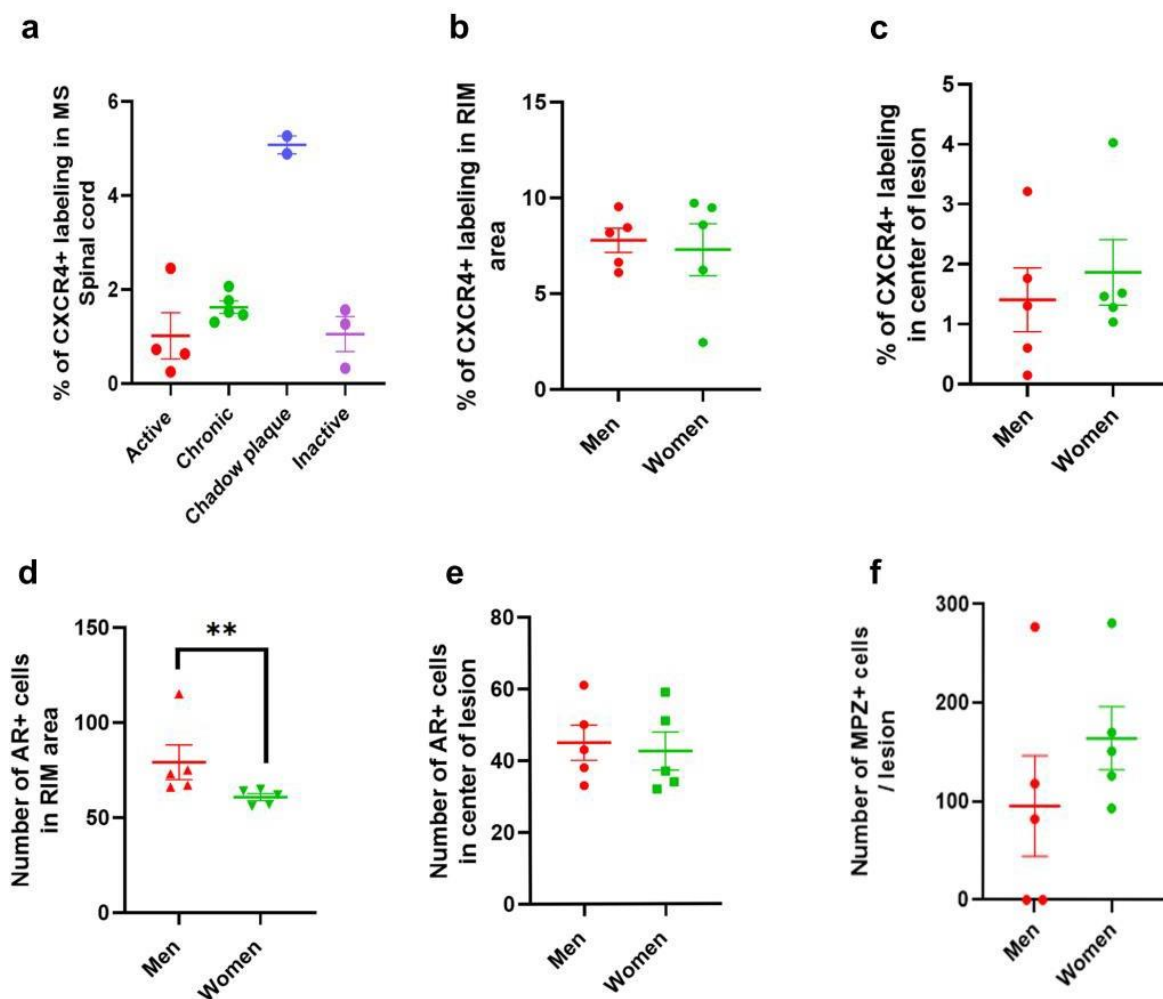 a
% of CXCR4+ labeling in MS
Spinal cord
6
4
2
0
Active
Chronic
Chadow plaque
Inactive
b
% of CXCR4+ labeling in RIM
area
15
10
5
0
Men
Women
c
% of CXCR4+ labeling
in center of lesion
5
4
3
2
1
0
Men
Women
d
Number of AR+ cells
in RIM area
150
100
50
0
**
Men
Women
e
Number of AR+ cells
in center of lesion
80
60
40
20
0
Men
Women
f
Number of MPZ+ cells
/ lesion
300
200
100
0
Men
Women